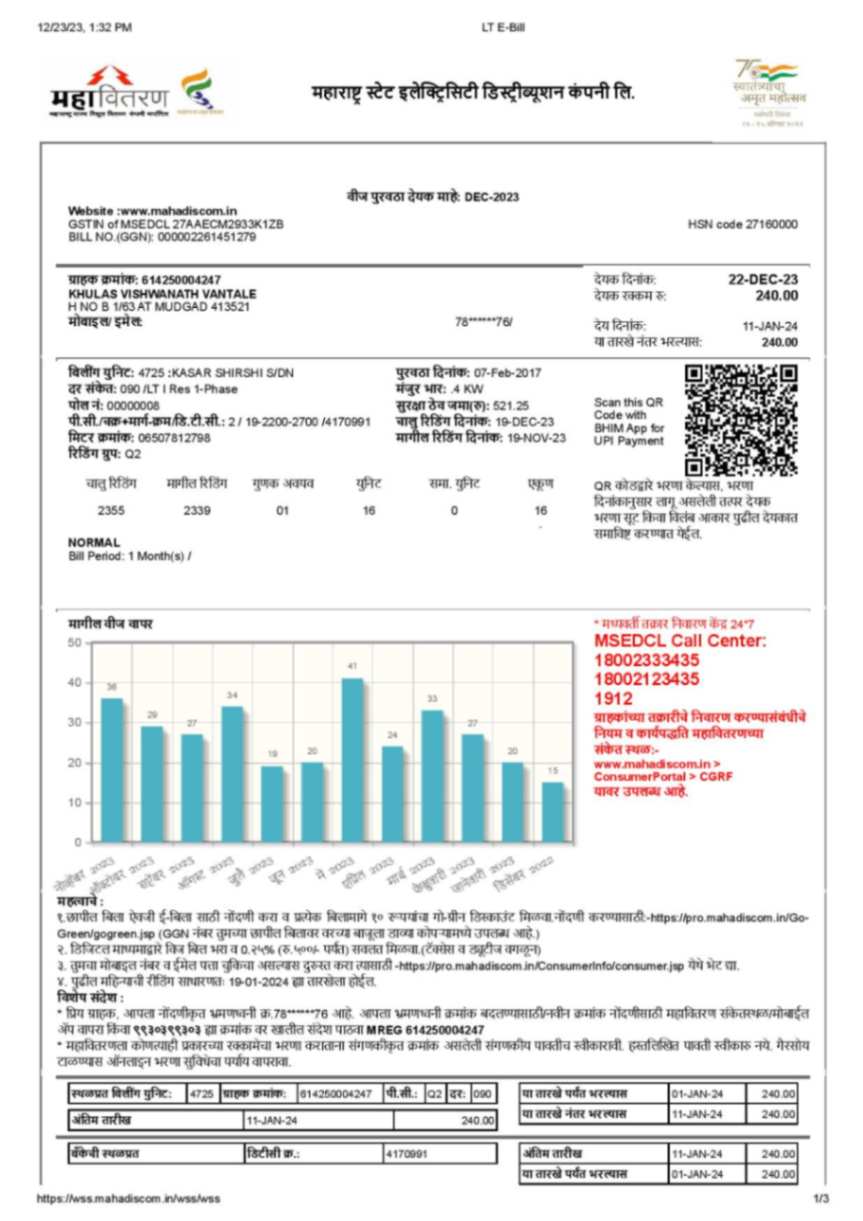 12/23/23, 1:32 PM LT E-Bill
महावितरण
महाराष्ट्र राज्य विद्युत वितरण कंपनी मर्यादित
महाराष्ट्र स्टेट इलेक्ट्रिसिटी डिस्ट्रीब्यूशन कंपनी लि.
स्वातंत्र्याचा
अमृत महोत्सव
वीज पुरवठा देयक माहे: DEC-2023
Website :www.mahadiscom.in
GSTIN of MSEDCL 27AAECM2933K1ZB HSN code 27160000
BILL NO.(GGN): 000002261451279
ग्राहक क्रमांक: 614250004247 देयक दिनांक: 22-DEC-23
KHULAS VISHWANATH VANTALE देयक रक्कम रु: 240.00
H NO B 1/63 AT MUDGAD 413521
मोबाइल/ इमेल: 78******76/ देय दिनांक: 11-JAN-24
या तारखे नंतर भरल्यास: 240.00
बिलींग युनिट: 4725 :KASAR SHIRSHI S/DN पुरवठा दिनांक: 07-Feb-2017
दर संकेत: 090 /LT I Res 1-Phase मंजुर भार: .4 KW
पोल नं: 00000008 सुरक्षा ठेव जमा(रु): 521.25
पी.सी./चक्र+मार्ग-क्रम/डि.टी.सी.: 2 / 19-2200-2700 /4170991 चालु रिडिंग दिनांक: 19-DEC-23
मिटर क्रमांक: 06507812798 मागील रिडिंग दिनांक: 19-NOV-23
रिडिंग ग्रुप: Q2
Scan this QR
Code with
BHIM App for
UPI Payment
चालु रिडिंग मागील रिडिंग गुणक अवयव युनिट समा. युनिट एकूण
2355 2339 01 16 0 16
QR कोडद्वारे भरणा केल्यास, भरणा
दिनांकानुसार लागू असलेली तत्पर देयक
भरणा सूट किंवा विलंब आकार पुढील देयकात
समाविष्ट करण्यात येईल.
NORMAL
Bill Period: 1 Month(s) /
मागील वीज वापर
50
40
30
20
10
0
36 29 27 34 19 20 41 24 33 27 20 15
नोव्हेंबर 2023 ऑक्टोबर 2023 सप्टेंबर 2023 ऑगस्ट 2023 जुलै 2023 जून 2023 मे 2023 एप्रिल 2023 मार्च 2023 फेब्रुवारी 2023 जानेवारी 2023 डिसेंबर 2022
* मध्यवर्ती तक्रार निवारण केंद्र 24*7
MSEDCL Call Center:
18002333435
18002123435
1912
ग्राहकांच्या तक्रारीचे निवारण करण्यासंबंधीचे
नियम व कार्यपद्धति महावितरणच्या
संकेत स्थळ:-
www.mahadiscom.in >
ConsumerPortal > CGRF
यावर उपलब्ध आहे.
महत्वाचे :
१.छापील बिला ऐवजी ई-बिला साठी नोंदणी करा व प्रत्येक बिलामागे १० रूपयांचा गो-ग्रीन डिस्काउंट मिळवा.नोंदणी करण्यासाठी:-https://pro.mahadiscom.in/Go-
Green/gogreen.jsp (GGN नंबर तुमच्या छापील बिलावर वरच्या बाजूला डाव्या कोपऱ्यामध्ये उपलब्ध आहे.)
२. डिजिटल माध्यमाद्वारे विज बिल भरा व 0.२५% (रु.५००/- पर्यंत) सवलत मिळवा.(टॅक्सेस व ड्यूटीज वगळून)
३. तुमचा मोबाइल नंबर व ईमेल पत्ता चुकिचा असल्यास दुरुस्त करा त्यासाठी -https://pro.mahadiscom.in/ConsumerInfo/consumer.jsp येथे भेट द्या.
४. पुढील महिन्याची रीडिंग साधारणतः 19-01-2024 ह्या तारखेला होईल.
विशेष संदेश :
* प्रिय ग्राहक, आपला नोंदणीकृत भ्रमणध्वनी क्र.78******76 आहे. आपला भ्रमणध्वनी क्रमांक बदलण्यासाठी/नवीन क्रमांक नोंदणीसाठी महावितरण संकेतस्थळ/मोबाईल
ॲप वापरा किंवा ९९३०३९९३०३ ह्या क्रमांक वर खालील संदेश पाठवा MREG 614250004247
* महावितरणला कोणत्याही प्रकारच्या रक्कामेचा भरणा कराताना संगणकीकृत क्रमांक असलेली संगणकीय पावतीच स्वीकारावी. हस्तलिखित पावती स्वीकारु नये. गैरसोय
टाळण्यास ऑनलाइन भरणा सुविधेचा पर्याय वापरावा.
स्थळप्रत बिलींग युनिट: 4725 ग्राहक क्रमांक: 614250004247 पी.सी.: Q2 दर: 090 या तारखे पर्यंत भरल्यास 01-JAN-24 240.00
अंतिम तारीख 11-JAN-24 240.00 या तारखे नंतर भरल्यास 11-JAN-24 240.00
बँकेची स्थळप्रत डिटीसी क्र.: 4170991 अंतिम तारीख 11-JAN-24 240.00
या तारखे पर्यंत भरल्यास 01-JAN-24 240.00
https://wss.mahadiscom.in/wss/wss 1/3